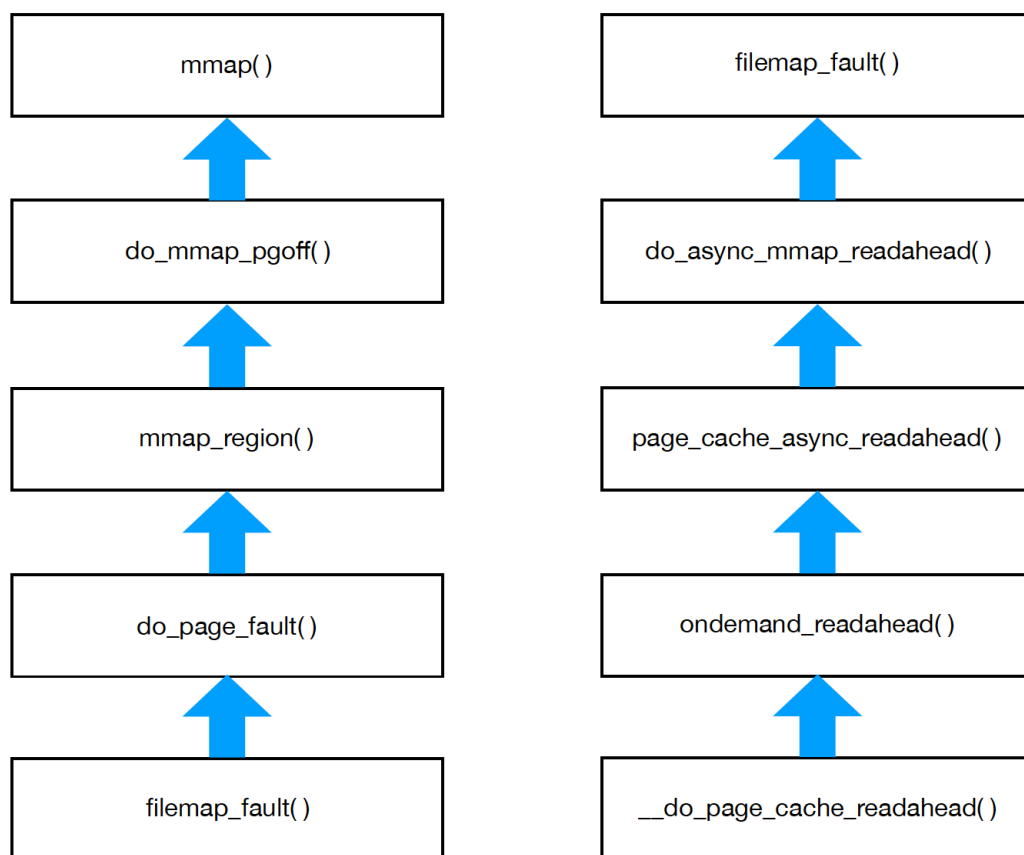 mmap( )
do_mmap_pgoff( )
mmap_region( )
do_page_fault( )
filemap_fault( )
filemap_fault( )
do_async_mmap_readahead( )
page_cache_async_readahead( )
ondemand_readahead( )
__do_page_cache_readahead( )